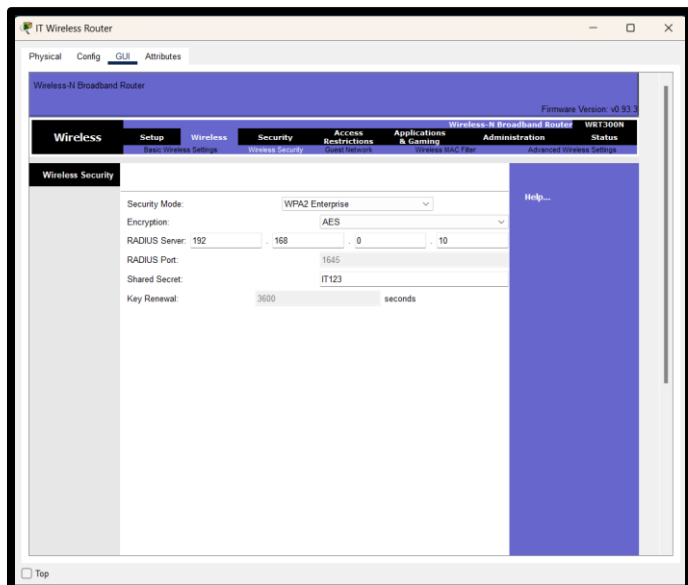 IT Wireless Router
Physical Config GUI Attributes
Wireless-N Broadband Router
Firmware Version: v0.93.3
Wireless-N Broadband Router WRT300N
Wireless Setup Wireless Security Access Restrictions Applications & Gaming Administration Status
Basic Wireless Settings Wireless Security Guest Network Wireless MAC Filter Advanced Wireless Settings
Wireless Security
Help...
Security Mode: WPA2 Enterprise
Encryption: AES
RADIUS Server: 192 . 168 . 0 . 10
RADIUS Port: 1645
Shared Secret: IT123
Key Renewal: 3600 seconds
Top